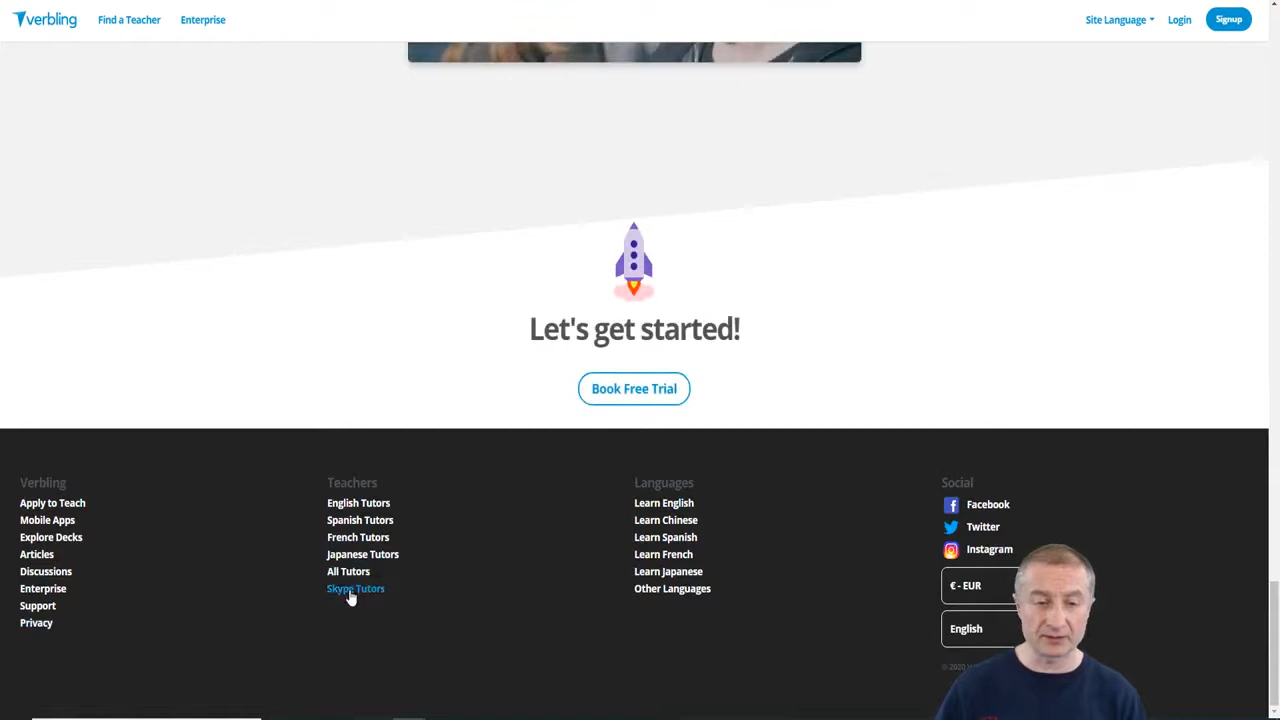 verbling
Find a Teacher
Enterprise
Site Language
Login
Signup
Let's get started!
Book Free Trial
Verbling
Apply to Teach
Mobile Apps
Explore Decks
Articles
Discussions
Enterprise
Support
Privacy
Teachers
English Tutors
Spanish Tutors
French Tutors
Japanese Tutors
All Tutors
Skype Tutors
Languages
Learn English
Learn Chinese
Learn Spanish
Learn French
Learn Japanese
Other Languages
Social
Facebook
Twitter
Instagram
€ - EUR
English
© 2020